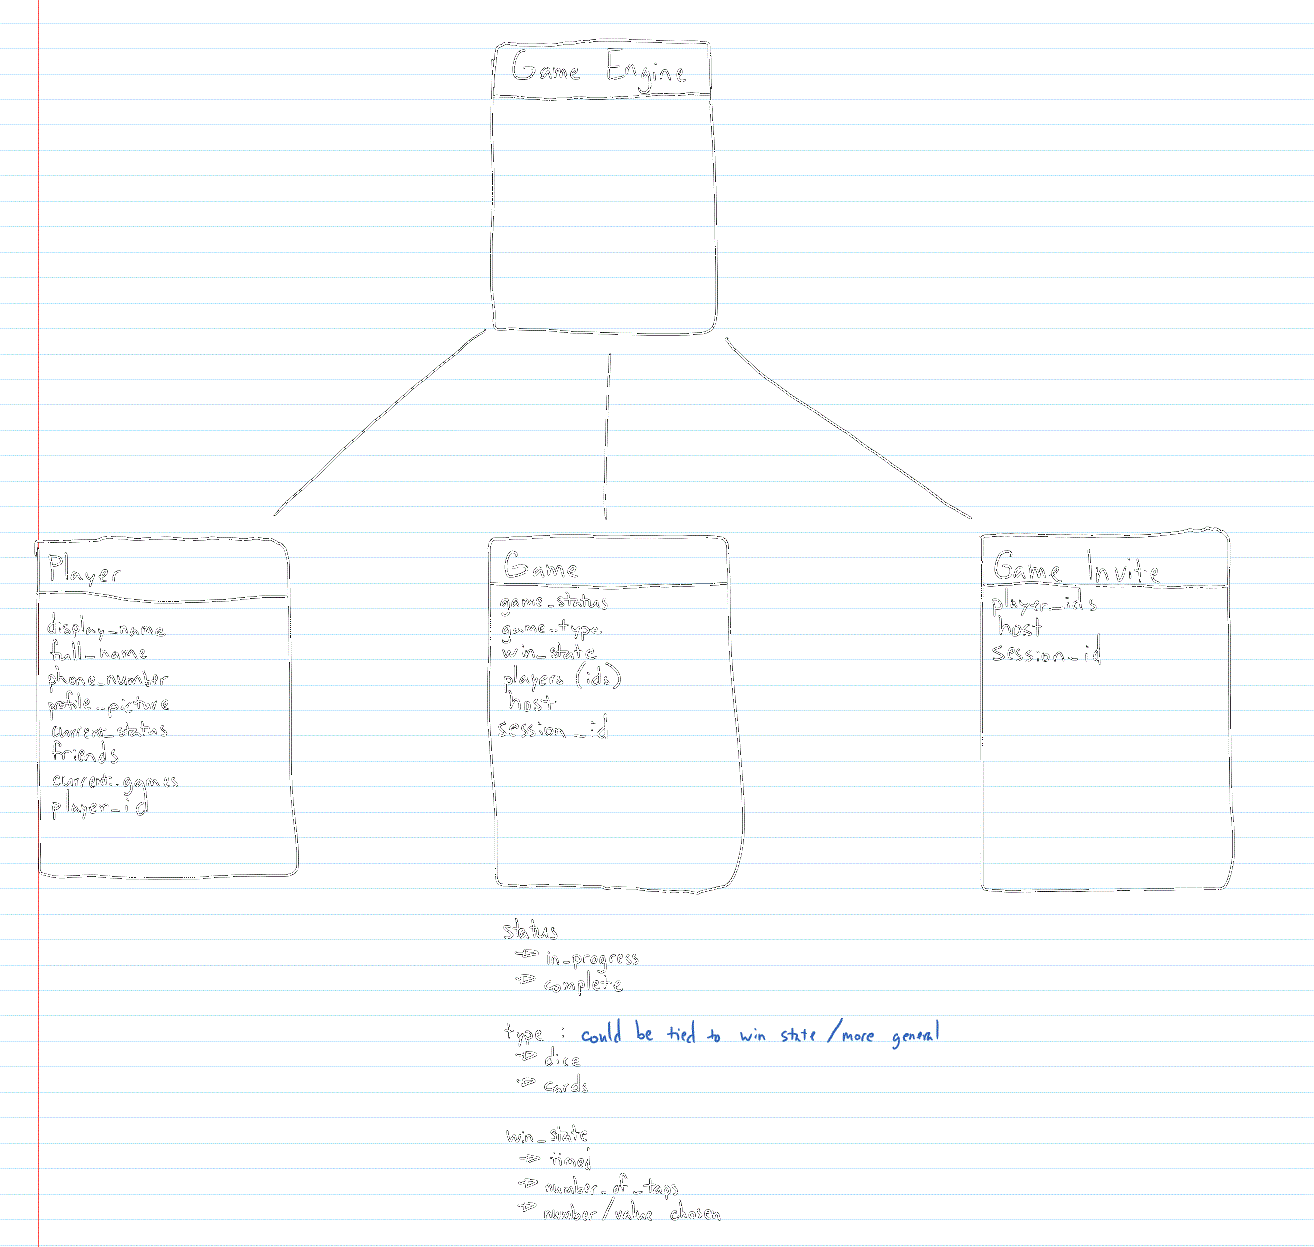 Game Engine
Player
display_name
full_name
phone_number
profile_picture
current_status
friends
current_games
player_id
Game
game_status
game_type
win_state
players (ids)
host
session_id
Game Invite
player_ids
host
session_id
status
⇒ in_progress
⇒ complete
type : could be tied to win state / more general
⇒ dice
⇒ cards
win_state
⇒ timed
⇒ number_of_taps
⇒ number/value chosen